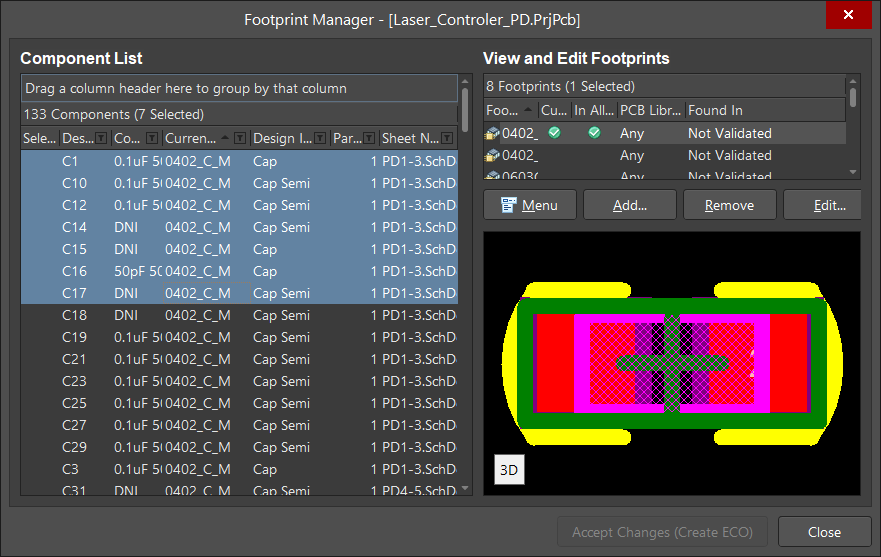 Footprint Manager - [Laser_Controler_PD.PrjPcb]
Component List
Drag a column header here to group by that column
133 Components (7 Selected)
Sele... Des... Co... Curren... Design I... Par... Sheet N...
C1 0.1uF 50 0402_C_M Cap 1 PD1-3.SchD
C10 0.1uF 50 0402_C_M Cap Semi 1 PD1-3.SchD
C12 0.1uF 50 0402_C_M Cap Semi 1 PD1-3.SchD
C14 DNI 0402_C_M Cap Semi 1 PD1-3.SchD
C15 DNI 0402_C_M Cap 1 PD1-3.SchD
C16 50pF 50 0402_C_M Cap 1 PD1-3.SchD
C17 DNI 0402_C_M Cap Semi 1 PD1-3.SchD
C18 DNI 0402_C_M Cap Semi 1 PD1-3.SchD
C19 0.1uF 50 0402_C_M Cap Semi 1 PD1-3.SchD
C21 0.1uF 50 0402_C_M Cap Semi 1 PD1-3.SchD
C23 0.1uF 50 0402_C_M Cap Semi 1 PD1-3.SchD
C25 0.1uF 50 0402_C_M Cap Semi 1 PD1-3.SchD
C27 0.1uF 50 0402_C_M Cap Semi 1 PD1-3.SchD
C29 0.1uF 50 0402_C_M Cap Semi 1 PD1-3.SchD
C3 0.1uF 50 0402_C_M Cap 1 PD1-3.SchD
C31 DNI 0402_C_M Cap Semi 1 PD4-5.SchD
View and Edit Footprints
8 Footprints (1 Selected)
Foo... Cu... In All... PCB Libr... Found In
0402_ Any Not Validated
0402_ Any Not Validated
0603( Any Not Validated
Menu Add... Remove Edit...
3D
Accept Changes (Create ECO) Close